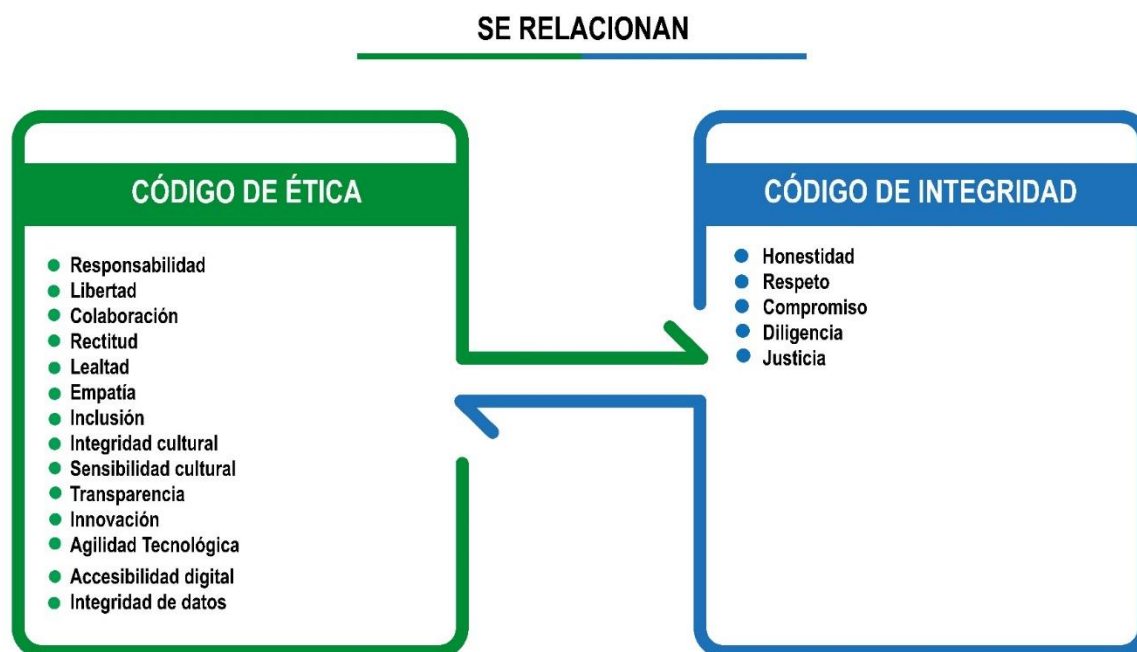 SE RELACIONAN
CÓDIGO DE ÉTICA
Responsabilidad
Libertad
Colaboración
Rectitud
Lealtad
Empatía
Inclusión
Integridad cultural
Sensibilidad cultural
Transparencia
Innovación
Agilidad Tecnológica
Accesibilidad digital
Integridad de datos
CÓDIGO DE INTEGRIDAD
Honestidad
Respeto
Compromiso
Diligencia
Justicia